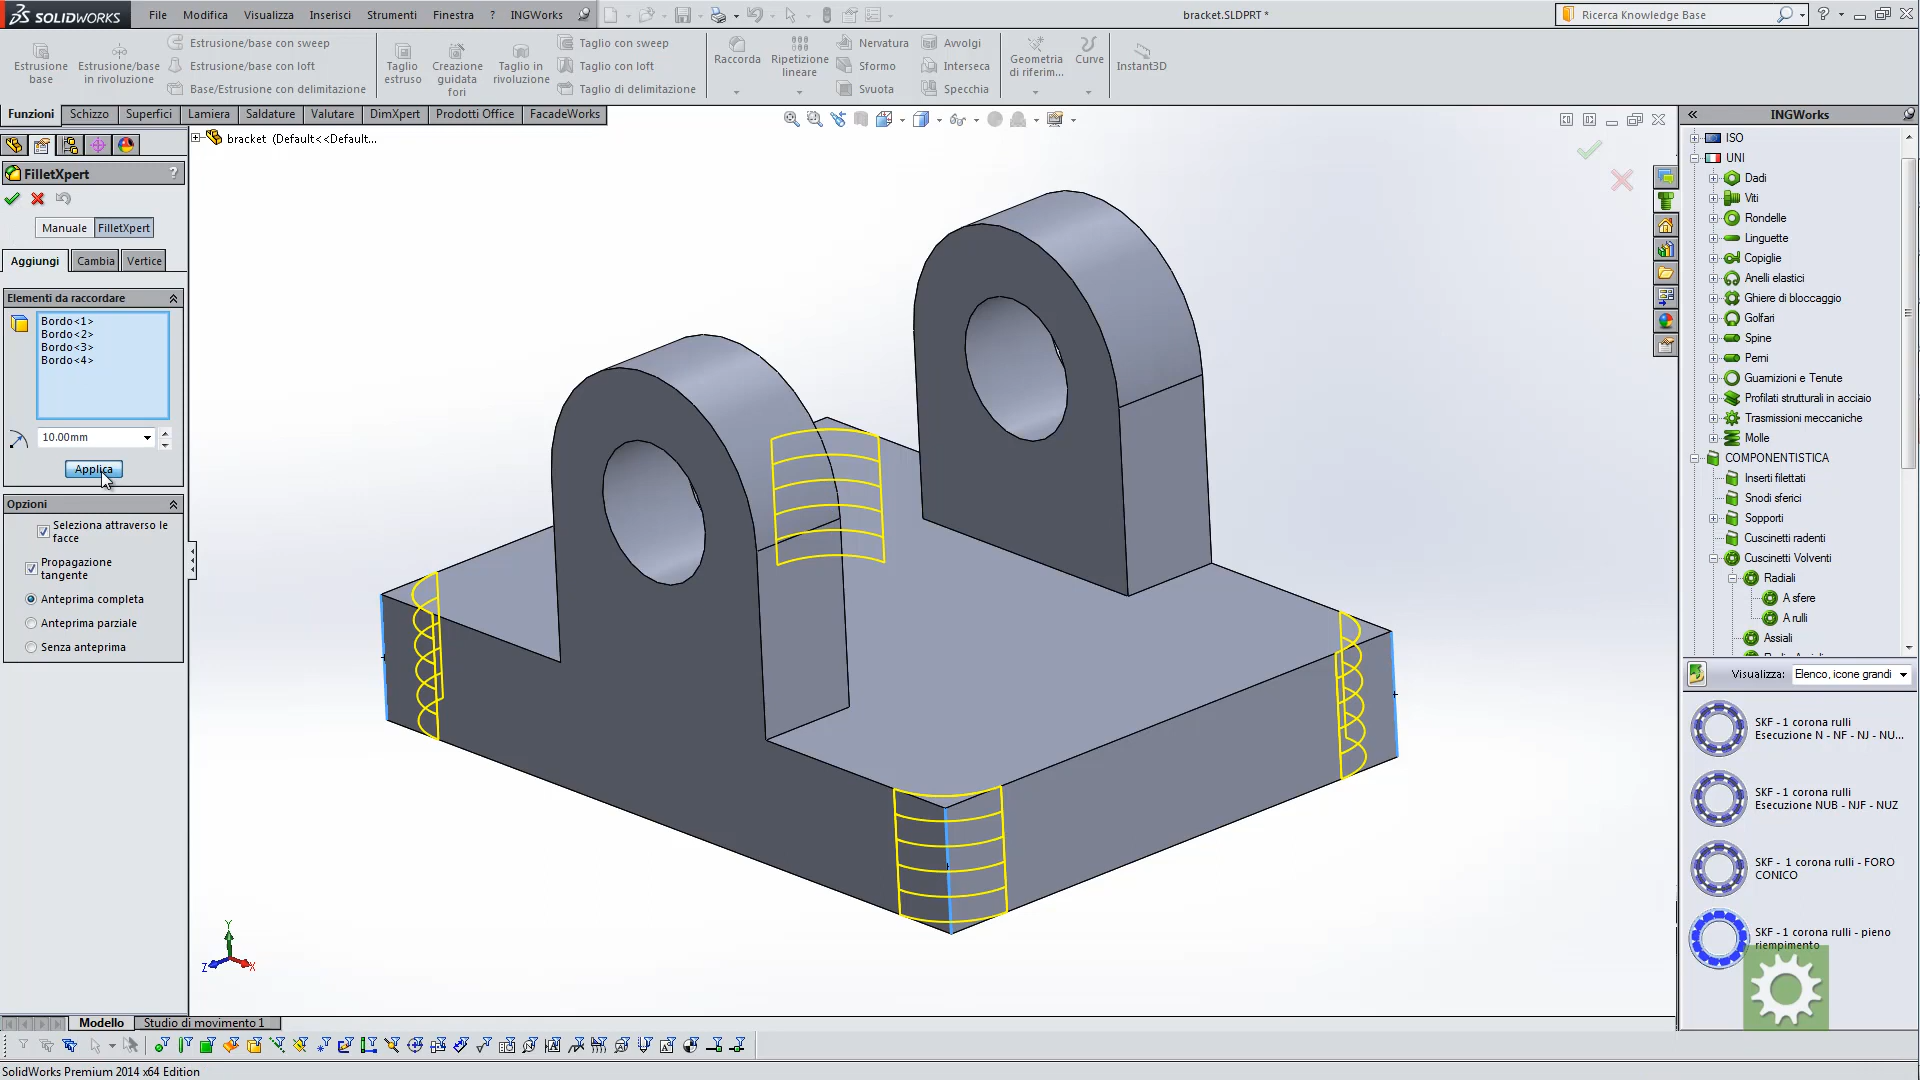 SOLIDWORKS
File
Modifica
Visualizza
Inserisci
Strumenti
Finestra
?
INGWorks
bracket.SLDPRT *
Ricerca Knowledge Base
Estrusione base
Estrusione/base in rivoluzione
Estrusione/base con sweep
Estrusione/base con loft
Base/Estrusione con delimitazione
Taglio estruso
Creazione guidata fori
Taglio in rivoluzione
Taglio con sweep
Taglio con loft
Taglio di delimitazione
Raccorda
Ripetizione lineare
Nervatura
Sformo
Svuota
Avvolgi
Interseca
Specchia
Geometria di riferim...
Curve
Instant3D
Funzioni
Schizzo
Superfici
Lamiera
Saldatura
Valutare
DimXpert
Prodotti Office
FacadeWorks
bracket (Default<<Default...
FilletXpert
?
Manuale
FilletXpert
Aggiungi
Cambia
Vertice
Elementi da raccordare
Bordo<1>
Bordo<2>
Bordo<3>
Bordo<4>
10.00mm
Applica
Opzioni
Seleziona attraverso le
facce
Propagazione
tangente
Anteprima completa
Anteprima parziale
Senza anteprima
Y
Z
X
INGWorks
ISO
UNI
Dadi
Viti
Rondelle
Linguette
Copiglie
Anelli elastici
Ghiere di bloccaggio
Golfari
Spine
Perni
Guarnizioni e Tenute
Profilati strutturali in acciaio
Trasmissioni meccaniche
Molle
COMPONENTISTICA
Inserti filettati
Snodi sferici
Sopporti
Cuscinetti radenti
Cuscinetti Volventi
Radiali
A sfere
A rulli
Assiali
Visualizza:
Elenco, icone grandi
SKF - 1 corona rulli
Esecuzione N - NF - NJ - NU...
SKF - 1 corona rulli
Esecuzione NUB - NJF - NUZ
SKF - 1 corona rulli - FORO
CONICO
SKF - 1 corona rulli - pieno
riempimento
Modello
Studio di movimento 1
SolidWorks Premium 2014 x64 Edition